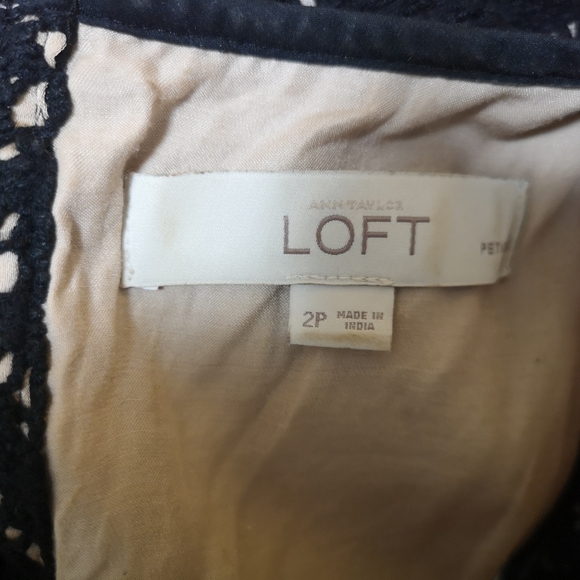 ANN TAYLOR
LOFT
2P MADE IN
INDIA